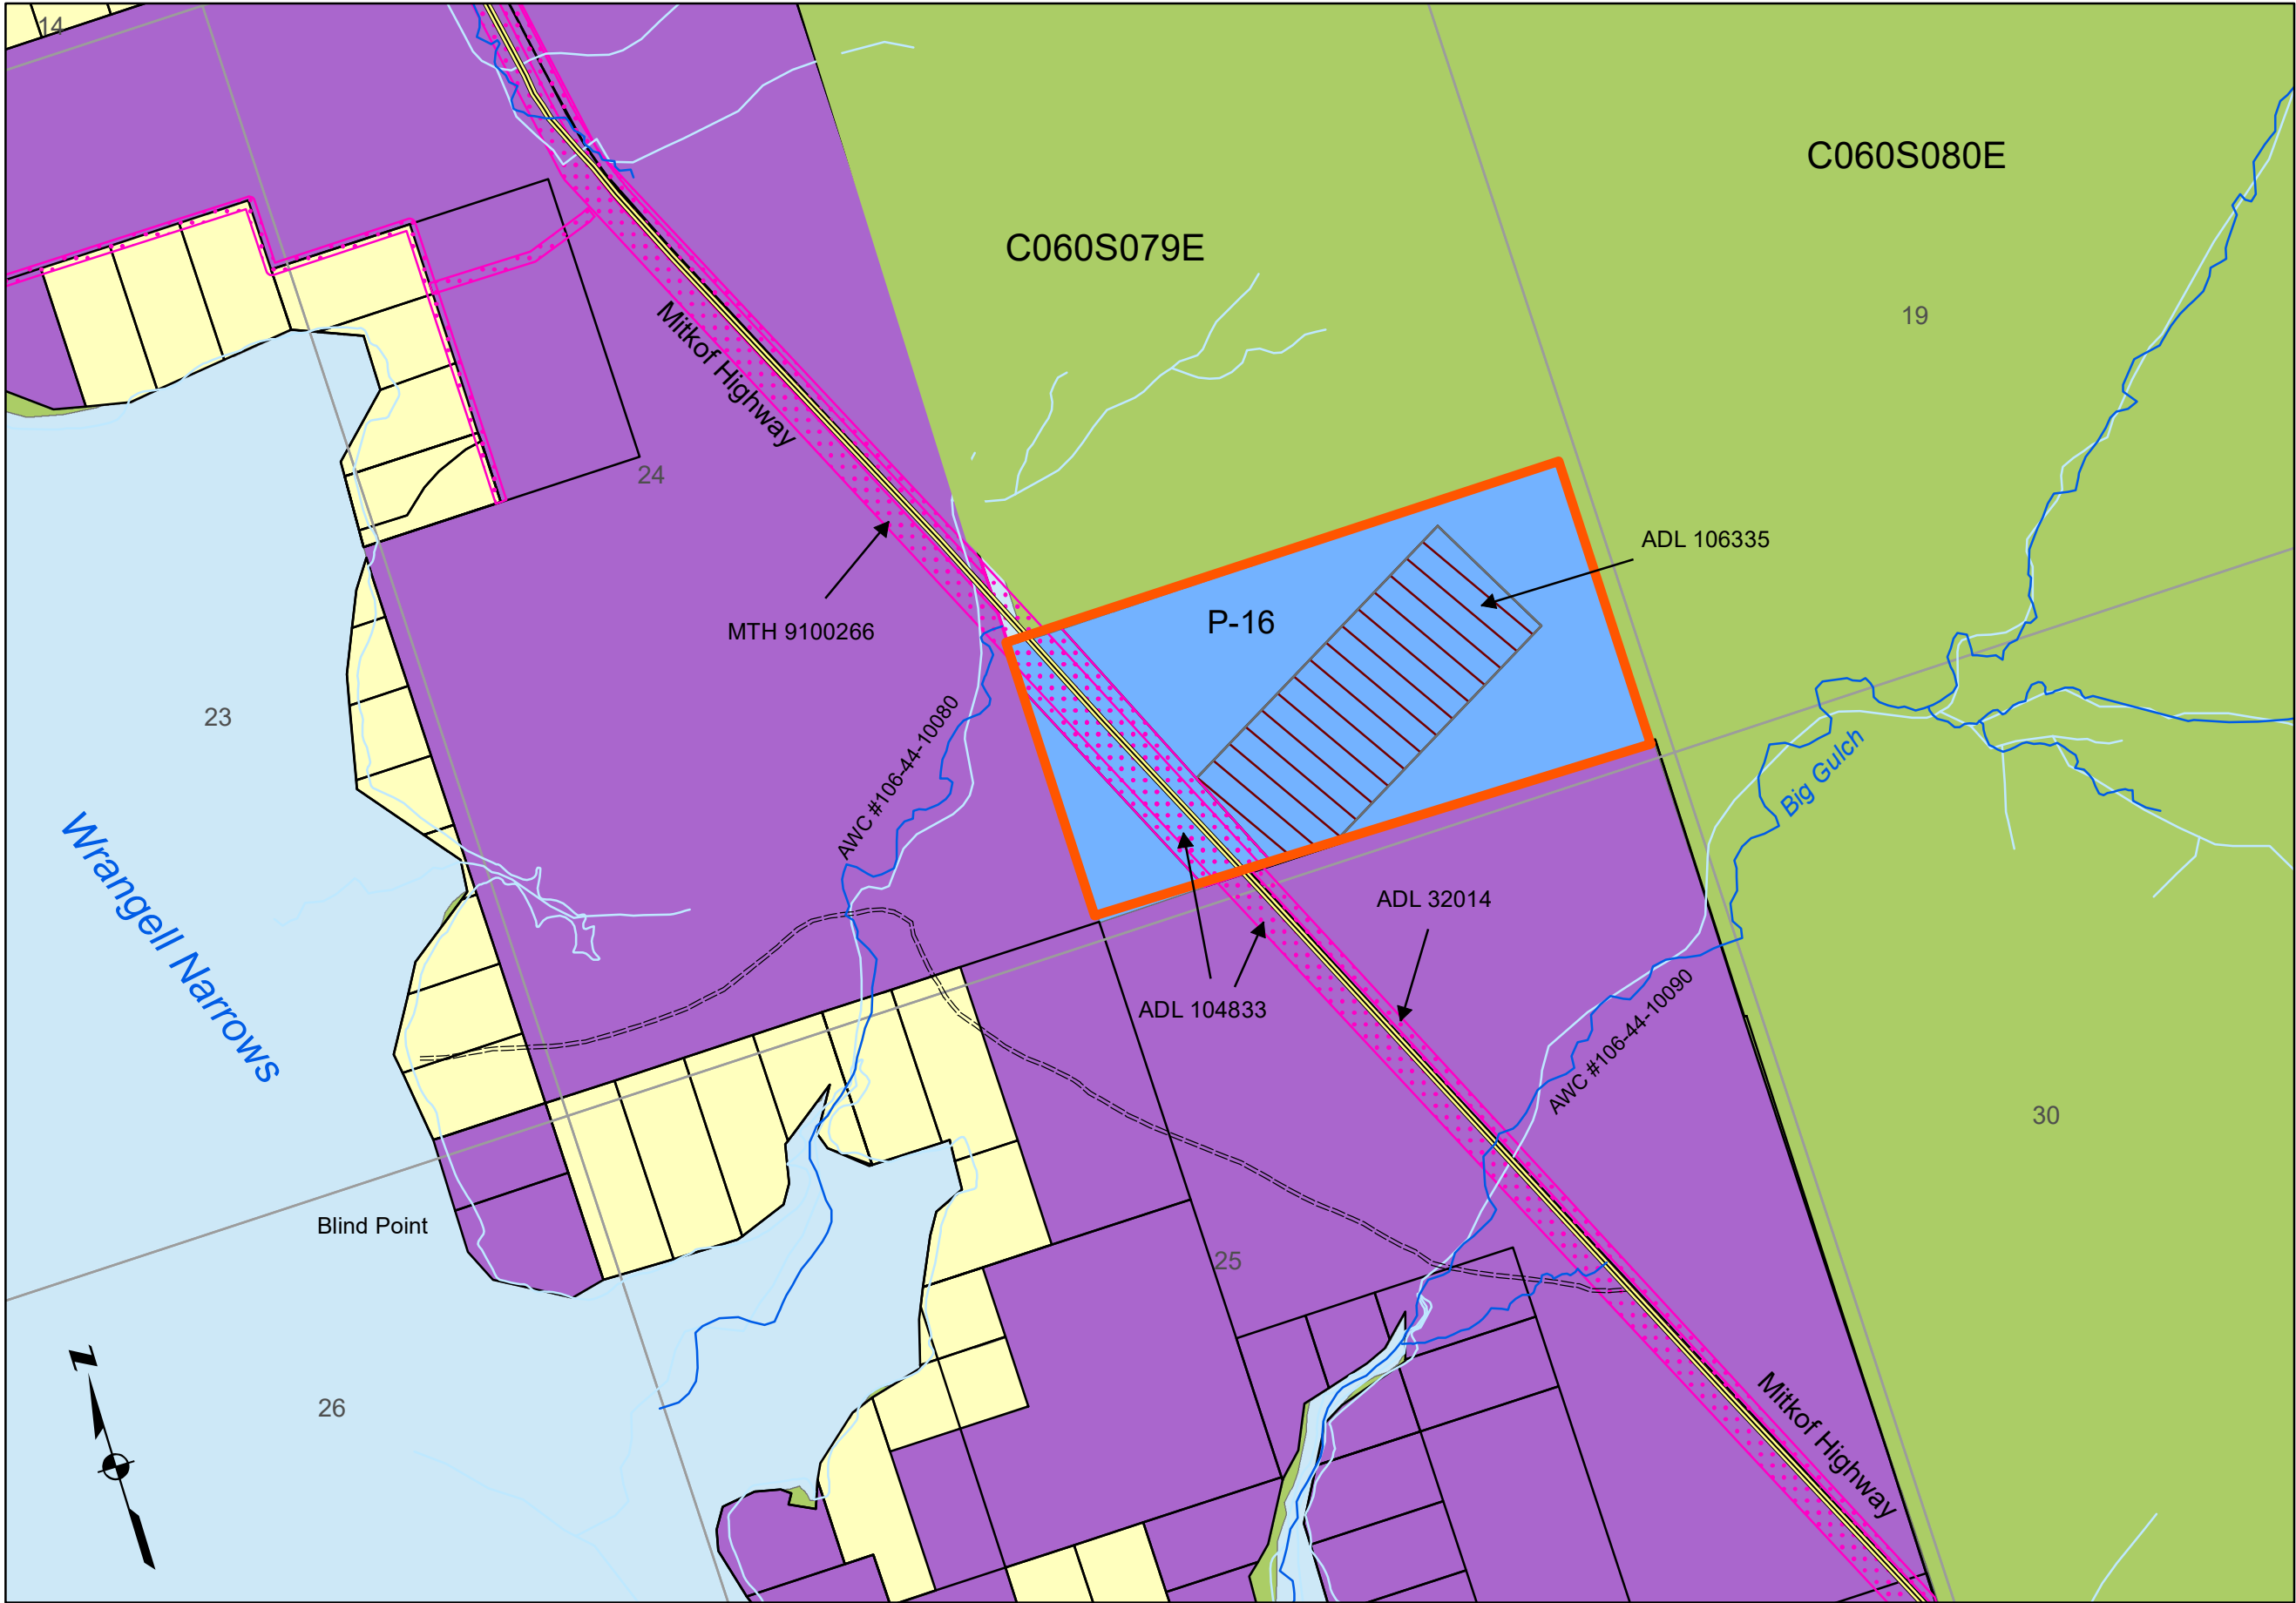 14
C060S080E
C060S079E
19
Mitkof Highway
24
ADL 106335
P-16
MTH 9100266
23
AWC #106-44-10080
Big Gulch
Wrangell Narrows
ADL 32014
ADL 104833
AWC #106-44-10090
30
Blind Point
25
N
26
Mitkof Highway